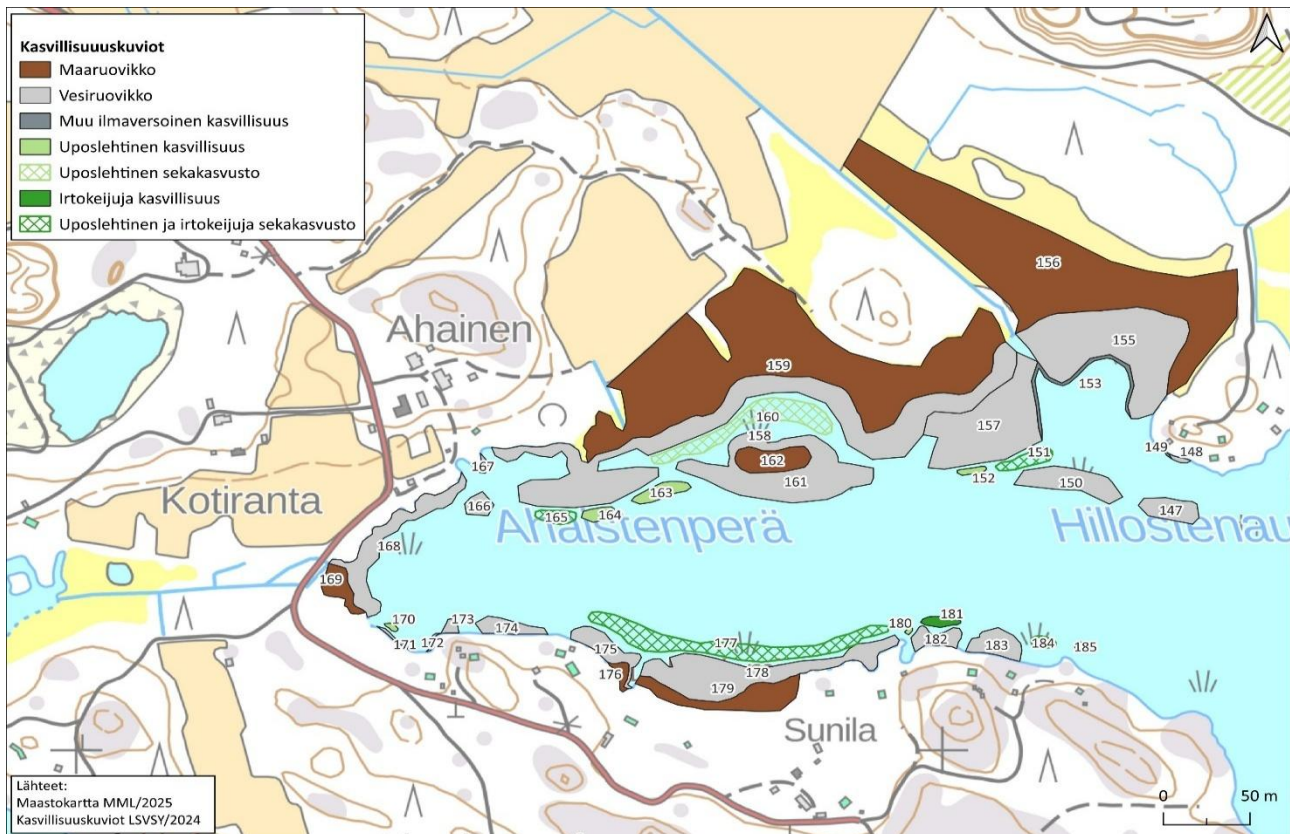 Kasvillisuuuskuviot
Maaruovikko
Vesiruovikko
Muu ilmaversoinen kasvillisuus
Uposlehtinen kasvillisuus
Uposlehtinen sekakasvusto
Irtokeijuja kasvillisuus
Uposlehtinen ja irtokeijuja sekakasvusto
156
Ahainen
155
159
153
160
157
158
167
162
151
149
148
161
152
150
163
Kotiranta
166
147
165
164
Ahaistenperä
Hillostenau
168
169
170
173
174
181
180
171
172
175
177
182
183
184
185
176
178
179
Sunila
Lähteet:
Maastokartta MML/2025
Kasvillisuuskuviot LSVSY/2024
0
50 m